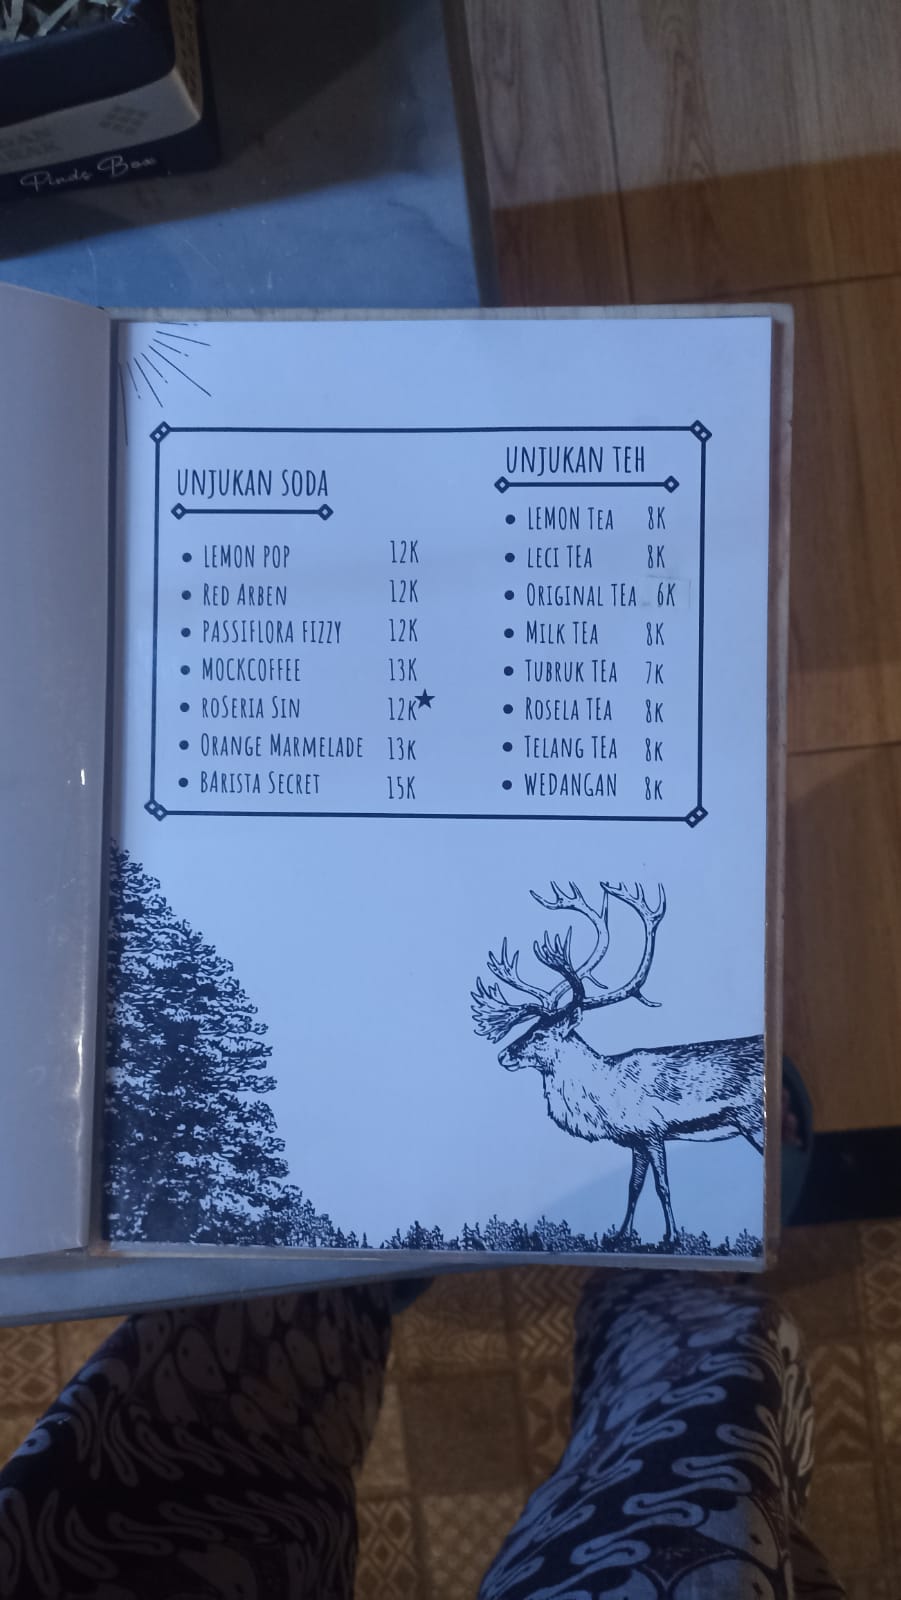 Pinds Box
UNJUKAN SODA
LEMON POP 12K
RED ARBEN 12K
PASSIFLORA FIZZY 12K
MOCKCOFFEE 13K
ROSERIA SIN 12K★
ORANGE MARMELADE 13K
BARISTA SECRET 15K
UNJUKAN TEH
LEMON TEA 8K
LECI TEA 8K
ORIGINAL TEA 6K
MILK TEA 8K
TUBRUK TEA 7K
ROSELA TEA 8K
TELANG TEA 8K
WEDANGAN 8K